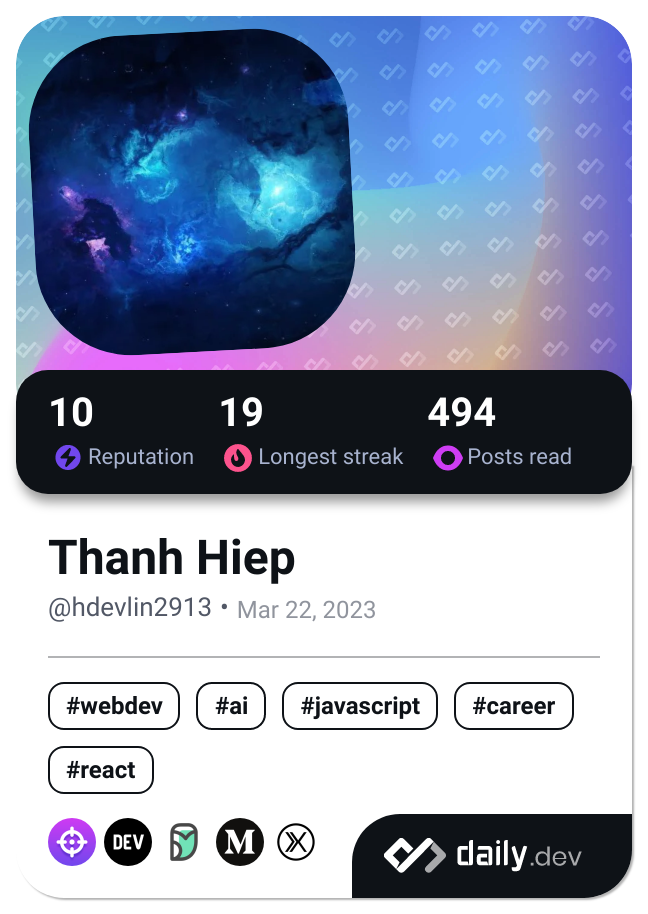 10 19 494
Reputation Longest streak Posts read
Thanh Hiep
@hdevlin2913 • Mar 22, 2023
#webdev #ai #javascript #career
#react
DEV M daily.dev